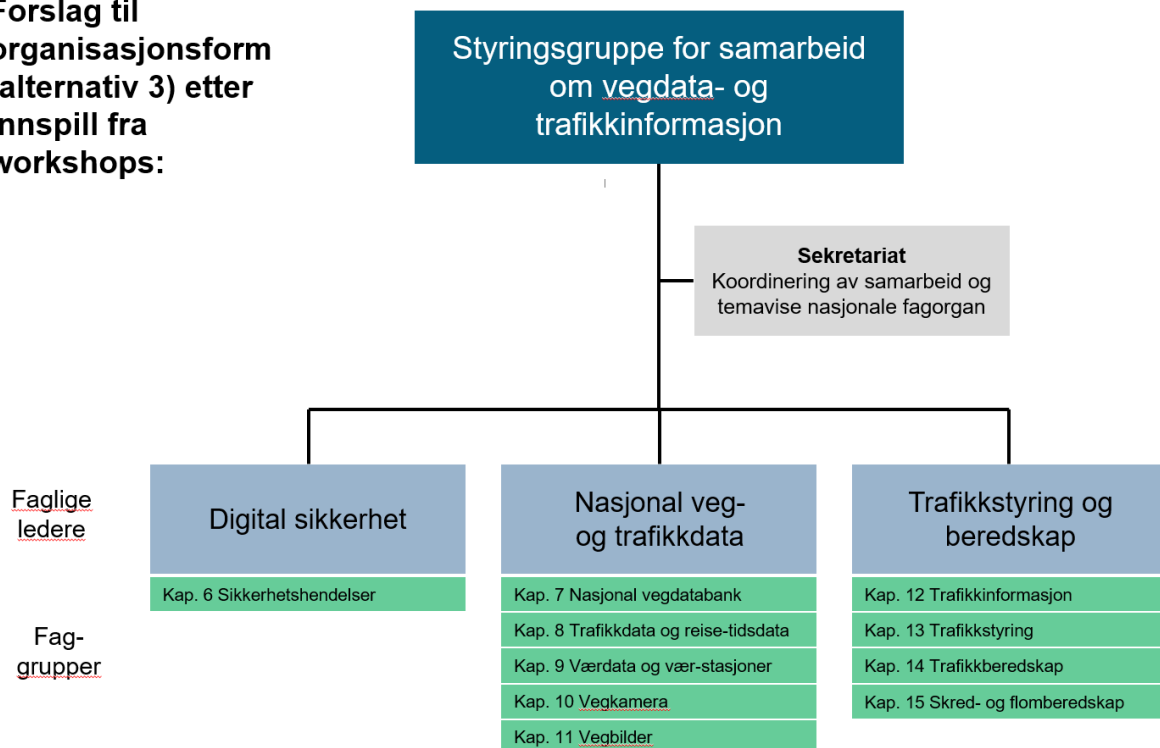 Forslag til
organisasjonsform
alternativ 3) etter
nnspill fra
workshops:
Styringsgruppe for samarbeid
om vegdata- og
trafikkinformasjon
Sekretariat
Koordinering av samarbeid og
temavise nasjonale fagorgan
Faglige
ledere
Digital sikkerhet
Nasjonal veg-
og trafikkdata
Trafikkstyring og
beredskap
Fag-
grupper
Kap. 6 Sikkerhetshendelser
Kap. 7 Nasjonal vegdatabank
Kap. 8 Trafikkdata og reise-tidsdata
Kap. 9 Værdata og vær-stasjoner
Kap. 10 Vegkamera
Kap. 11 Vegbilder
Kap. 12 Trafikkinformasjon
Kap. 13 Trafikkstyring
Kap. 14 Trafikkberedskap
Kap. 15 Skred- og flomberedskap